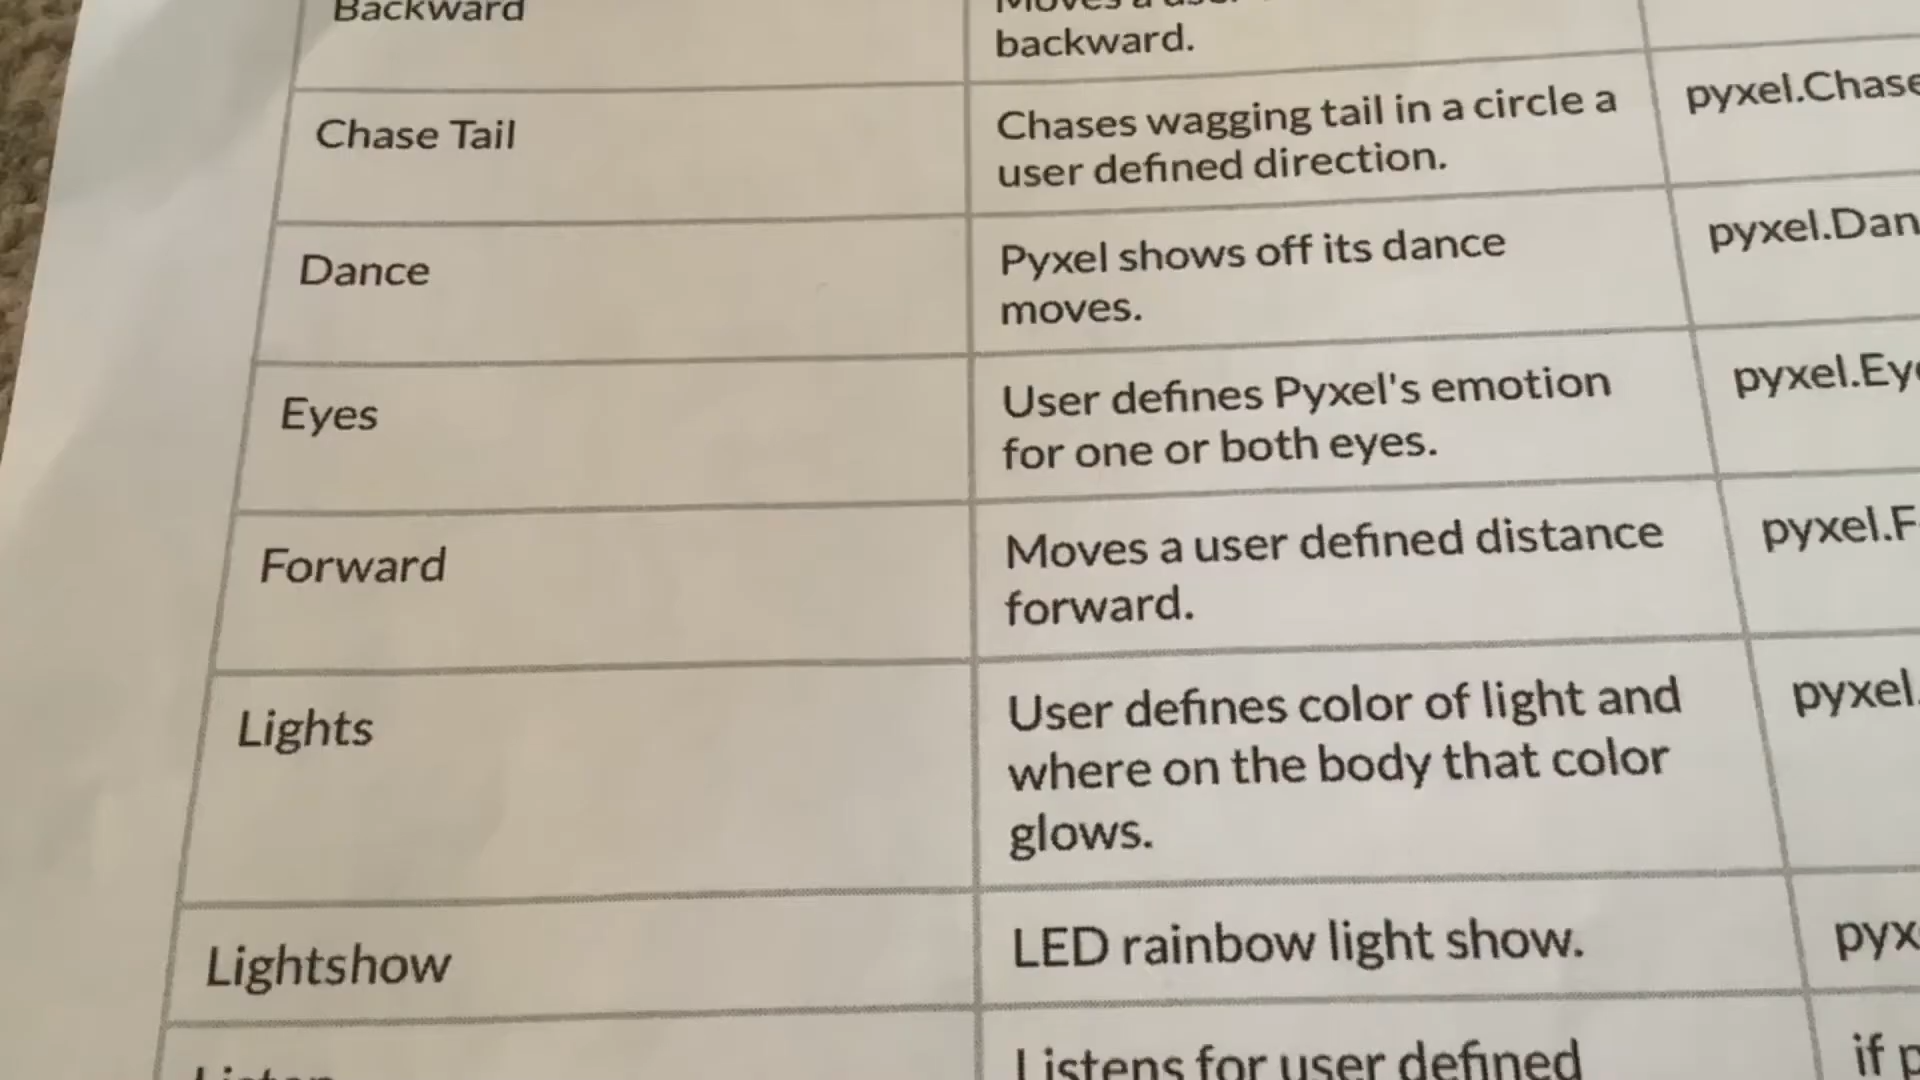 Backward
Moves a
backward.
Chase Tail
Chases wagging tail in a circle a
user defined direction.
pyxel.Chase
Dance
Pyxel shows off its dance
moves.
pyxel.Dan
Eyes
User defines Pyxel's emotion
for one or both eyes.
pyxel.Ey
Forward
Moves a user defined distance
forward.
pyxel.F
Lights
User defines color of light and
where on the body that color
glows.
pyxel.
Lightshow
LED rainbow light show.
pyx
Listen
Listens for user defined
if p